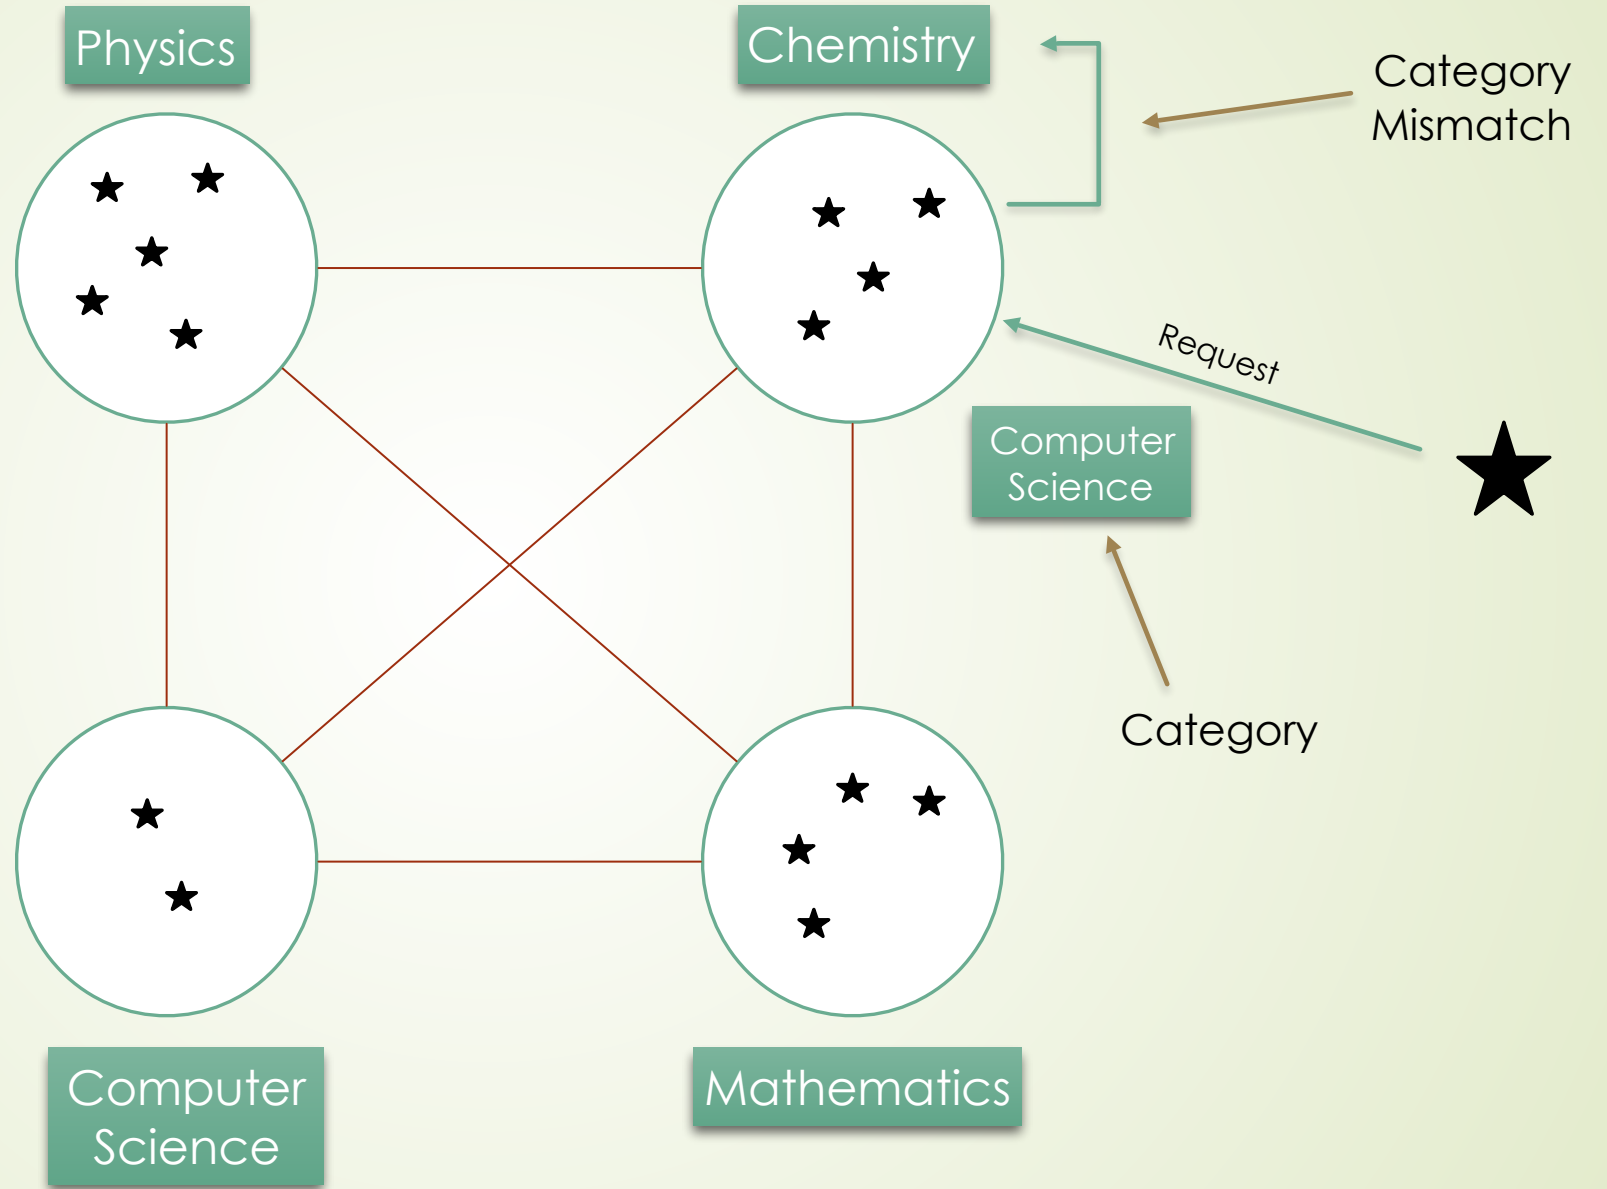 Physics
Chemistry
Category
Mismatch
Request
Computer
Science
Category
Computer
Science
Mathematics